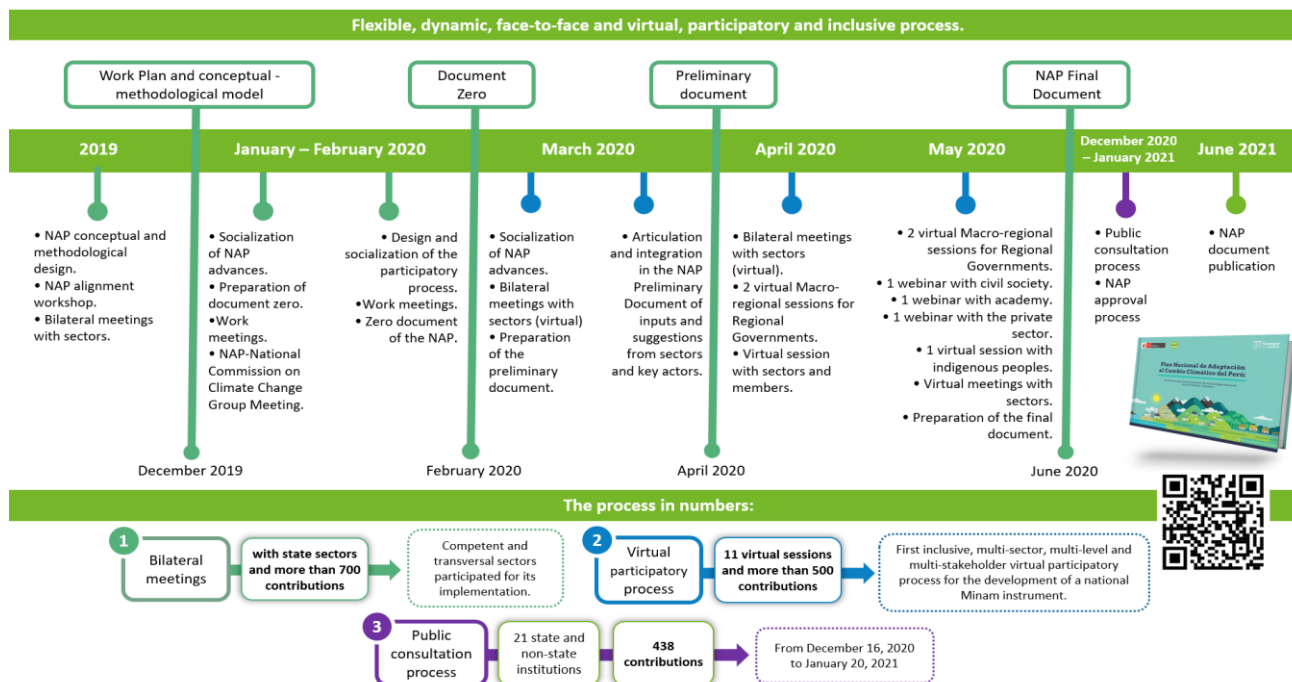 Flexible, dynamic, face-to-face and virtual, participatory and inclusive process.
Work Plan and conceptual -
methodological model
Document
Zero
Preliminary
document
NAP Final
Document
2019
January – February 2020
March 2020
April 2020
May 2020
December 2020
– January 2021
June 2021
• NAP conceptual and
methodological
design.
• NAP alignment
workshop.
• Bilateral meetings
with sectors.
• Socialization
of NAP
advances.
• Preparation of
document zero.
•Work
meetings.
• NAP-National
Commission on
Climate Change
Group Meeting.
• Design and
socialization of the
participatory
process.
•Work meetings.
• Zero document
of the NAP.
• Socialization
of NAP
advances.
• Bilateral
meetings with
sectors (virtual)
• Preparation
of the
preliminary
document.
• Articulation
and integration
in the NAP
Preliminary
Document of
inputs and
suggestions
from sectors
and key actors.
• Bilateral meetings
with sectors
(virtual).
• 2 virtual Macro-
regional sessions for
Regional
Governments.
• Virtual session
with sectors and
members.
• 2 virtual Macro-regional
sessions for Regional
Governments.
• 1 webinar with civil society.
• 1 webinar with academy.
• 1 webinar with the private
sector.
• 1 virtual session with
indigenous peoples.
• Virtual meetings with
sectors.
• Preparation of the final
document.
• Public
consultation
process
• NAP
approval
process
• NAP
document
publication
Plan Nacional de Adaptación
al Cambio Climático del Perú:
December 2019
February 2020
April 2020
June 2020
The process in numbers:
1
Bilateral
meetings
with state sectors
and more than 700
contributions
Competent and
transversal sectors
participated for its
implementation.
2
Virtual
participatory
process
11 virtual sessions
and more than 500
contributions
First inclusive, multi-sector, multi-level and
multi-stakeholder virtual participatory
process for the development of a national
Minam instrument.
3
Public
consultation
process
21 state and
non-state
institutions
438
contributions
From December 16, 2020
to January 20, 2021